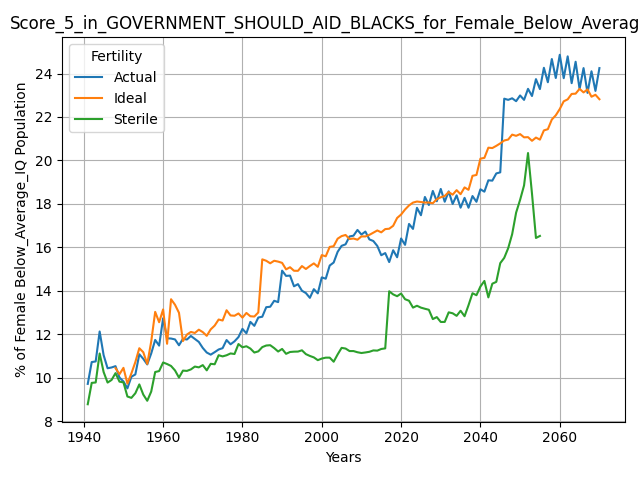 Score_5_in_GOVERNMENT_SHOULD_AID_BLACKS_for_Female_Below_Averag
Fertility
Actual
Ideal
Sterile
% of Female Below_Average_IQ Population
24
22
20
18
16
14
12
10
8
1940 1960 1980 2000 2020 2040 2060
Years